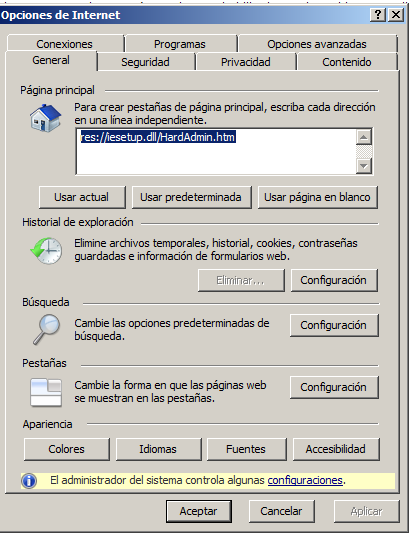 Opciones de Internet
Conexiones Programas Opciones avanzadas
General Seguridad Privacidad Contenido
Página principal
Para crear pestañas de página principal, escriba cada dirección
en una línea independiente.
res://iesetup.dll/HardAdmin.htm
Usar actual Usar predeterminada Usar página en blanco
Historial de exploración
Elimine archivos temporales, historial, cookies, contraseñas
guardadas e información de formularios web.
Eliminar... Configuración
Búsqueda
Cambie las opciones predeterminadas de
búsqueda.
Configuración
Pestañas
Cambie la forma en que las páginas web
se muestran en las pestañas.
Configuración
Apariencia
Colores Idiomas Fuentes Accesibilidad
El administrador del sistema controla algunas configuraciones.
Aceptar Cancelar Aplicar